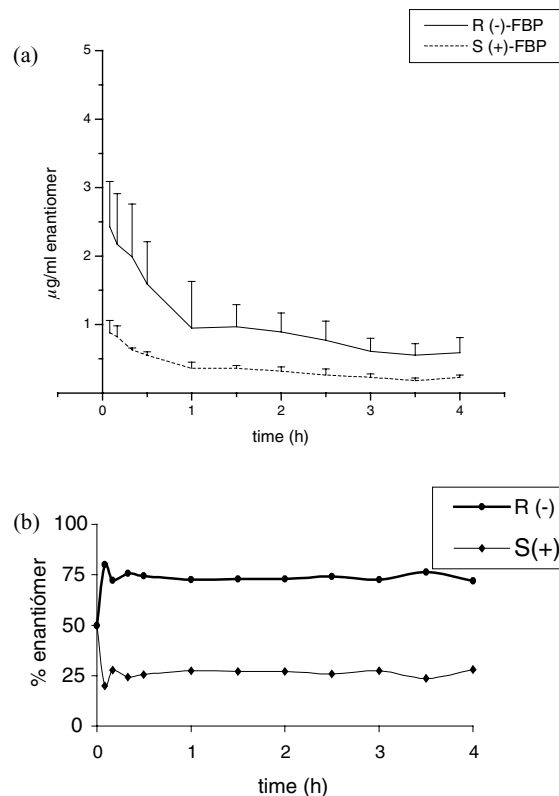 (a)
R (-)-FBP
S (+)-FBP
µg/ml enantiomer
5
4
3
2
1
0 1 2 3 4
time (h)
(b)
R (-)
S(+)
% enantiómer
100
75
50
25
0
0 1 2 3 4
time (h)